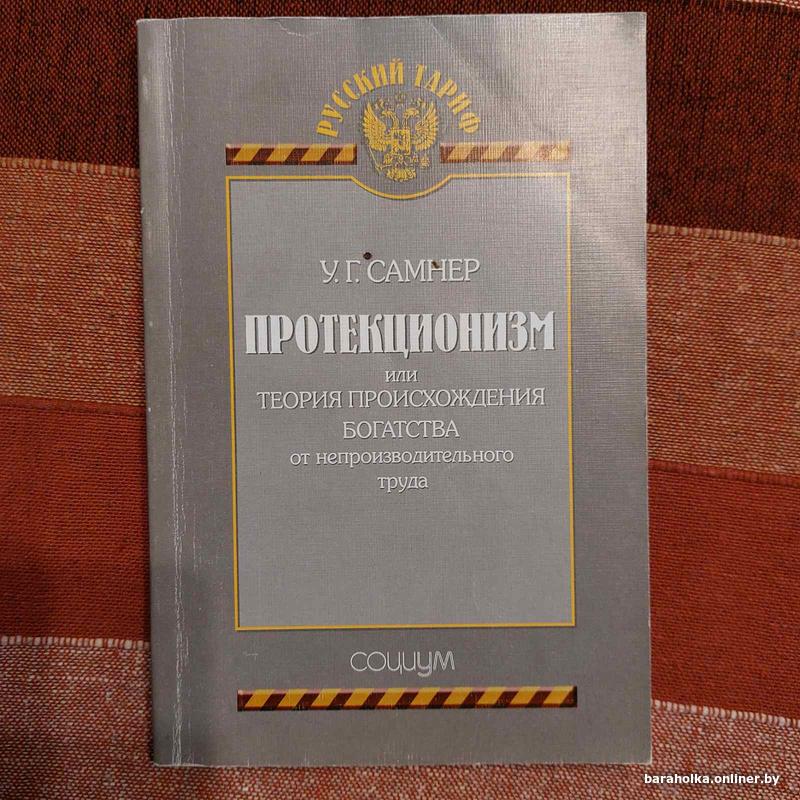 РУССКИЙ ТАРИФ
У. Г. САМНЕР
ПРОТЕКЦИОНИЗМ
или
ТЕОРИЯ ПРОИСХОЖДЕНИЯ
БОГАТСТВА
от непроизводительного
труда
социум
baraholka.onliner.by